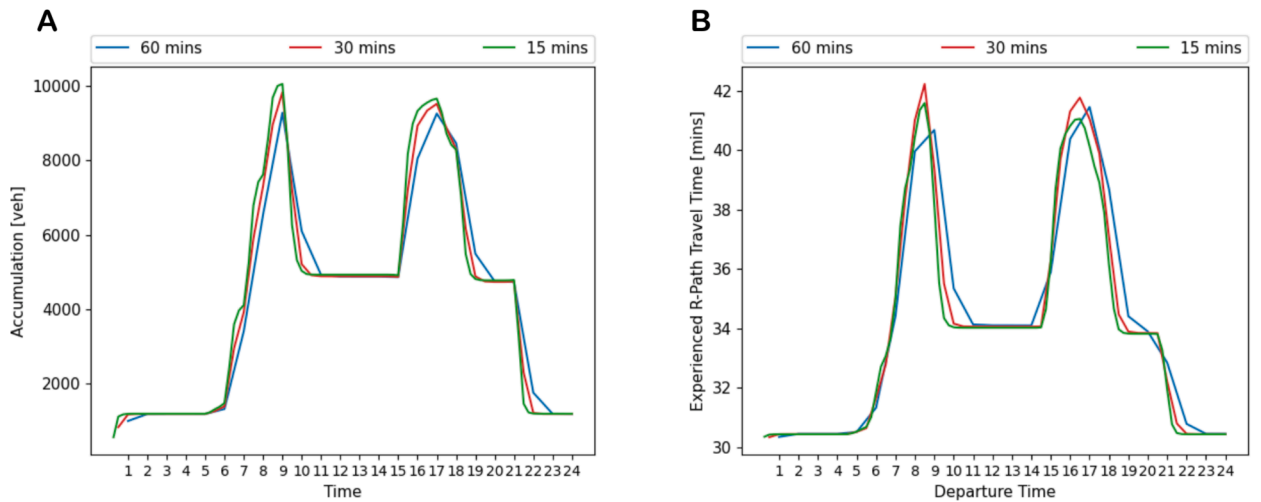 A
60 mins 30 mins 15 mins
10000
8000
6000
4000
2000
Accumulation [veh]
1 2 3 4 5 6 7 8 9 10 11 12 13 14 15 16 17 18 19 20 21 22 23 24
Time
B
60 mins 30 mins 15 mins
42
40
38
36
34
32
30
Experienced R-Path Travel Time [mins]
1 2 3 4 5 6 7 8 9 10 11 12 13 14 15 16 17 18 19 20 21 22 23 24
Departure Time